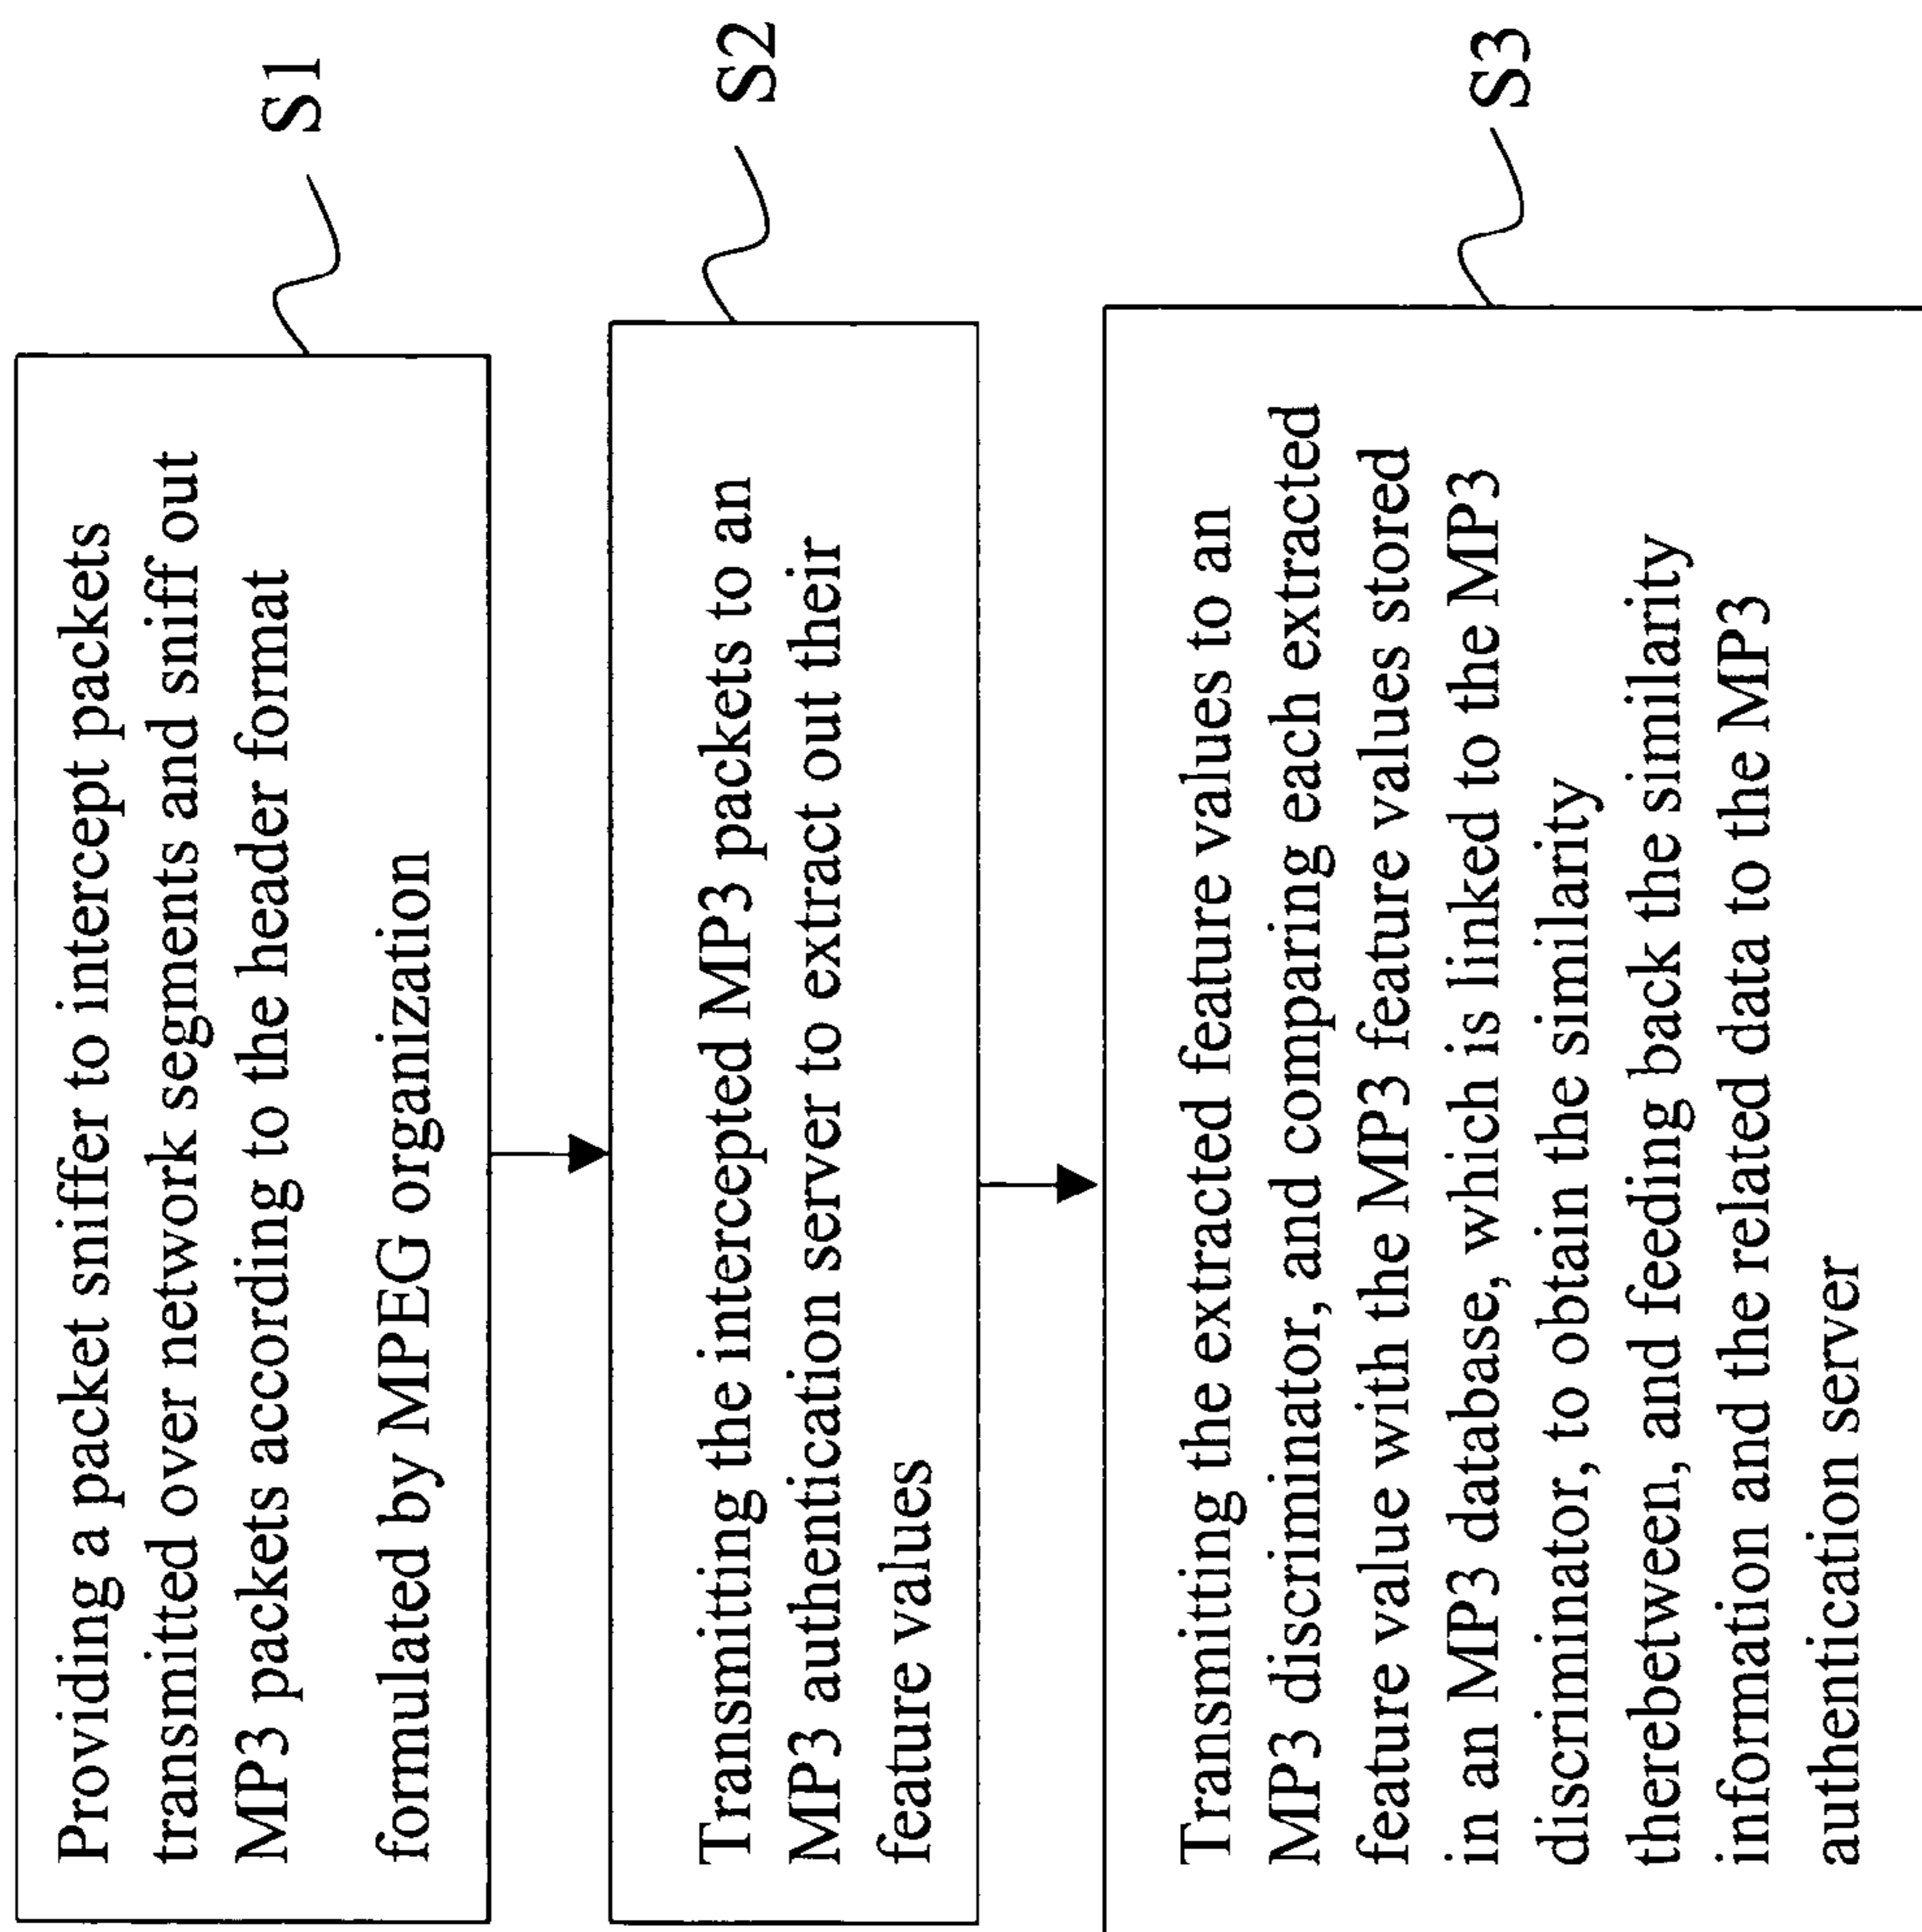 Providing a packet sniffer to intercept packets
transmitted over network segments and sniff out
MP3 packets according to the header format
formulated by MPEG organization
S1
Transmitting the intercepted MP3 packets to an
MP3 authentication server to extract out their
feature values
S2
Transmitting the extracted feature values to an
MP3 discriminator, and comparing each extracted
feature value with the MP3 feature values stored
in an MP3 database, which is linked to the MP3
discriminator, to obtain the similarity
therebetween, and feeding back the similarity
information and the related data to the MP3
authentication server
S3